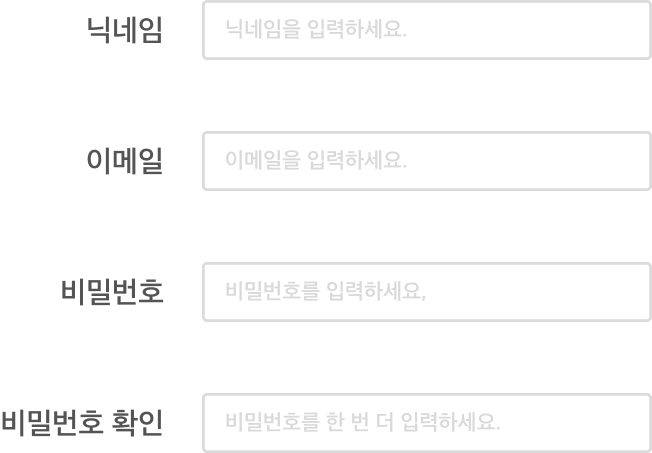 닉네임 닉네임을 입력하세요.
이메일 이메일을 입력하세요.
비밀번호 비밀번호를 입력하세요,
비밀번호 확인 비밀번호를 한 번 더 입력하세요.